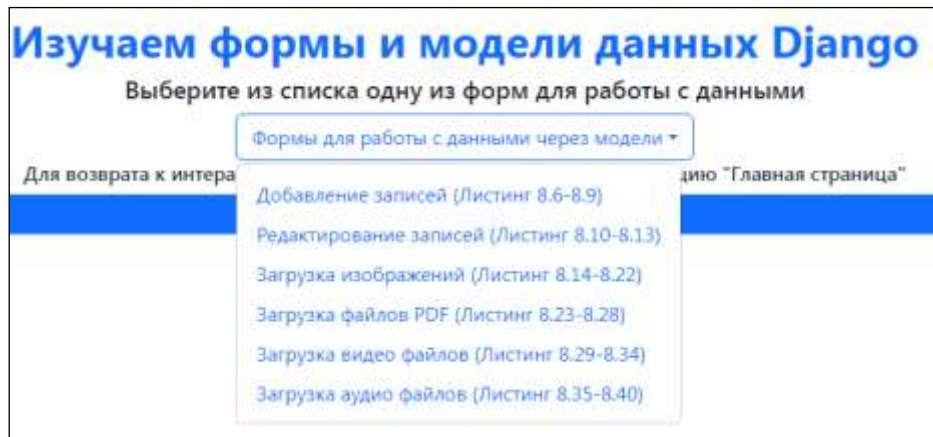 Изучаем формы и модели данных Django
Выберите из списка одну из форм для работы с данными
Формы для работы с данными через модели
Для возврата к интера
цию "Главная страница"
Добавление записей (Листинг 8.6-8.9)
Редактирование записей (Листинг 8.10-8.13)
Загрузка изображений (Листинг 8.14-8.22)
Загрузка файлов PDF (Листинг 8.23-8.28)
Загрузка видео файлов (Листинг 8.29-8.34)
Загрузка аудио файлов (Листинг 8.35-8.40)